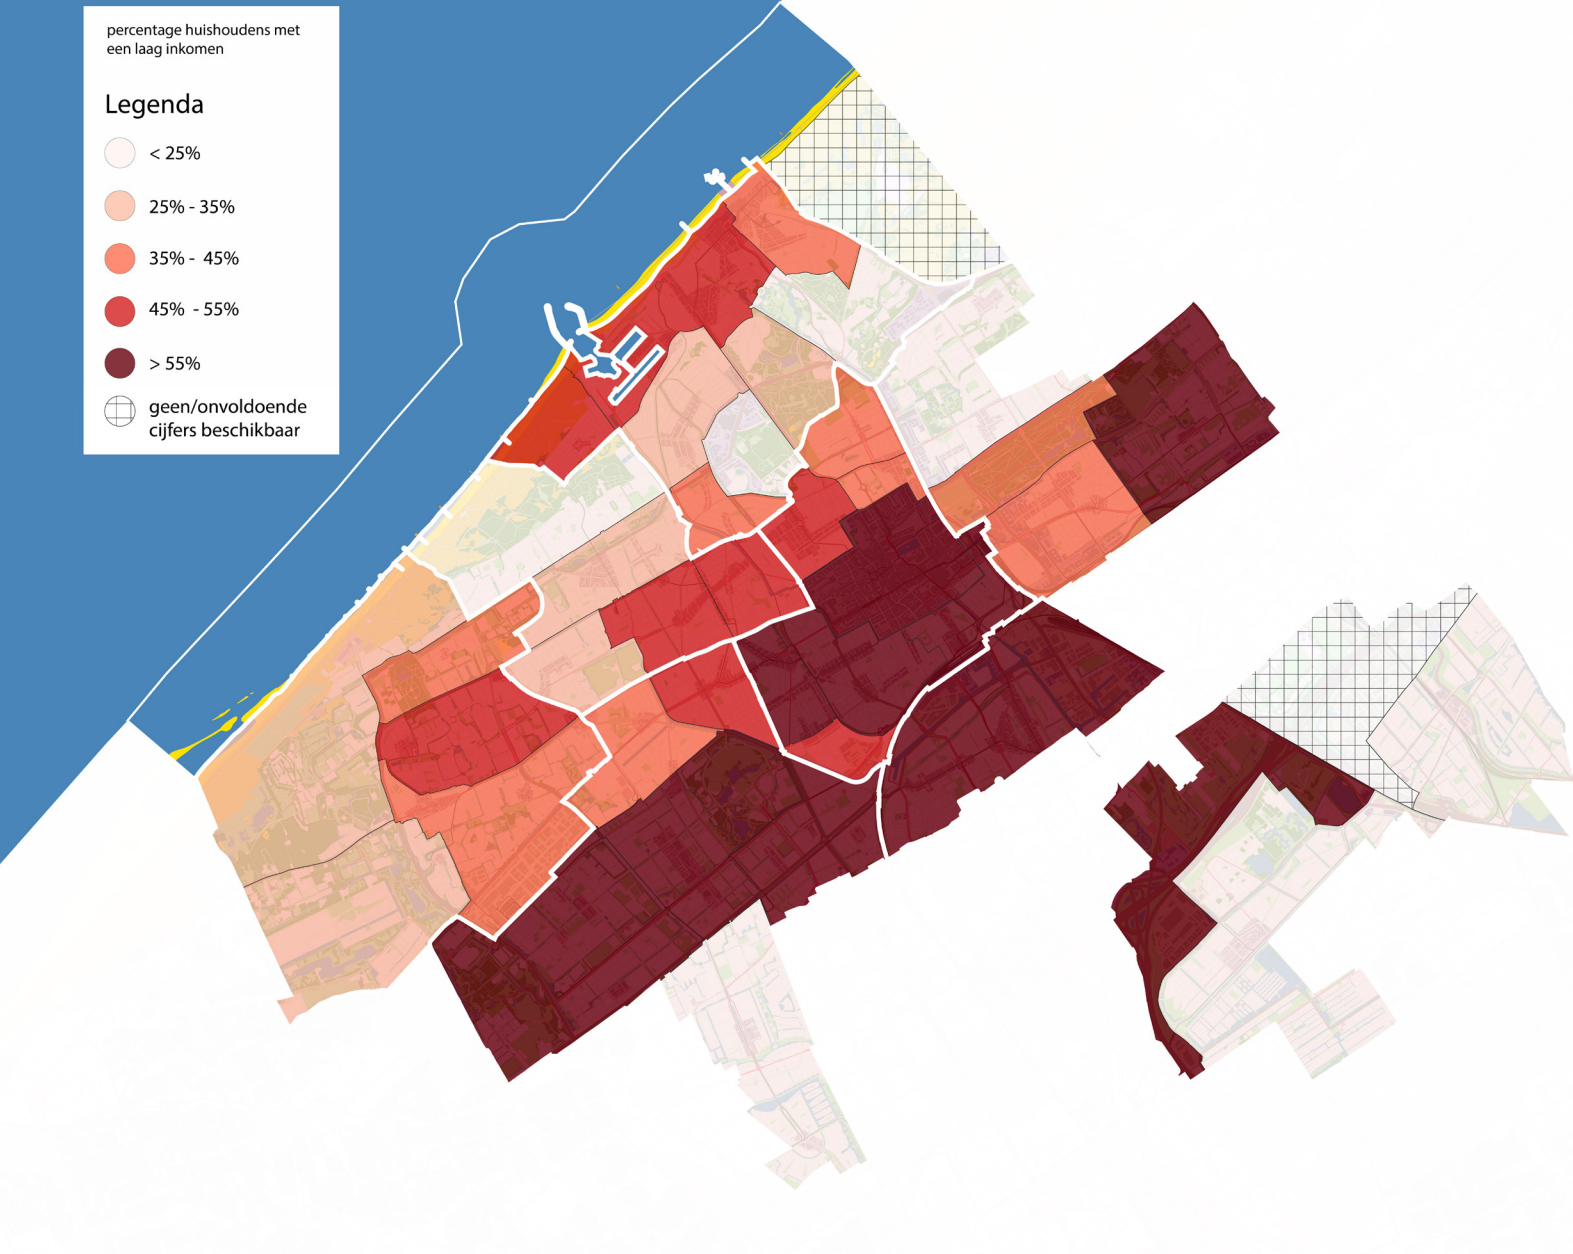 percentage huishoudens met
een laag inkomen
Legenda
< 25%
25% - 35%
35% - 45%
45% - 55%
> 55%
geen/onvoldoende
cijfers beschikbaar